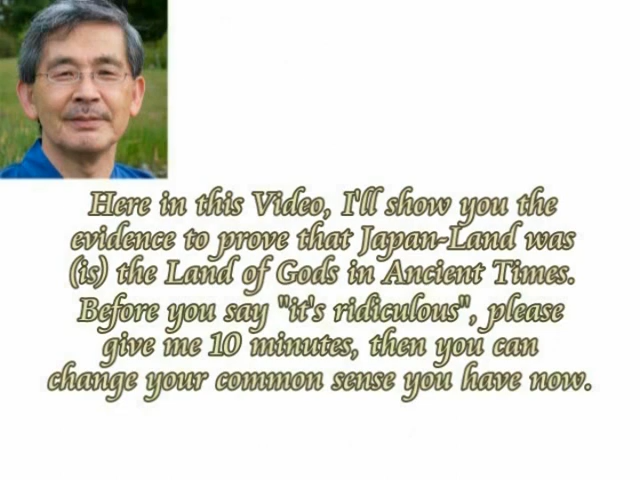 Here in this Video, I'll show you the
evidence to prove that Japan-Land was
(is) the Land of Gods in Ancient Times.
Before you say "it's ridiculous", please
give me 10 minutes, then you can
change your common sense you have now.